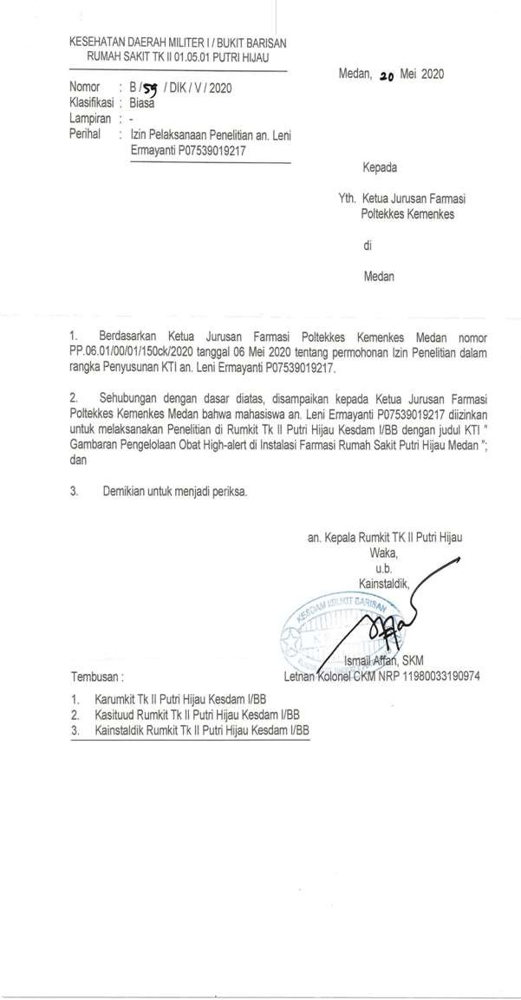 KESEHATAN DAERAH MILITER I / BUKIT BARISAN
RUMAH SAKIT TK II 01.05.01 PUTRI HIJAU
Medan, 20 Mei 2020
Nomor : B / 59 / DIK / V / 2020
Klasifikasi : Biasa
Lampiran : -
Perihal : Izin Pelaksanaan Penelitian an. Leni
Ermayanti P07539019217
Kepada
Yth. Ketua Jurusan Farmasi
Poltekkes Kemenkes
di
Medan
1. Berdasarkan Ketua Jurusan Farmasi Poltekkes Kemenkes Medan nomor
PP.06.01/00/01/150ck/2020 tanggal 06 Mei 2020 tentang permohonan Izin Penelitian dalam
rangka Penyusunan KTI an. Leni Ermayanti P07539019217.
2. Sehubungan dengan dasar diatas, disampaikan kepada Ketua Jurusan Farmasi
Poltekkes Kemenkes Medan bahwa mahasiswa an. Leni Ermayanti P07539019217 diizinkan
untuk melaksanakan Penelitian di Rumkit Tk II Putri Hijau Kesdam I/BB dengan judul KTI "
Gambaran Pengelolaan Obat High-alert di Instalasi Farmasi Rumah Sakit Putri Hijau Medan ";
dan
3. Demikian untuk menjadi periksa.
an. Kepala Rumkit TK II Putri Hijau
Waka,
u.b.
Kainstaldik,
KESDAM I/BUKIT BARISAN
Ismail Affan, SKM
Letnan Kolonel CKM NRP 11980033190974
Tembusan :
1. Karumkit Tk II Putri Hijau Kesdam I/BB
2. Kasituud Rumkit Tk II Putri Hijau Kesdam I/BB
3. Kainstaldik Rumkit Tk II Putri Hijau Kesdam I/BB